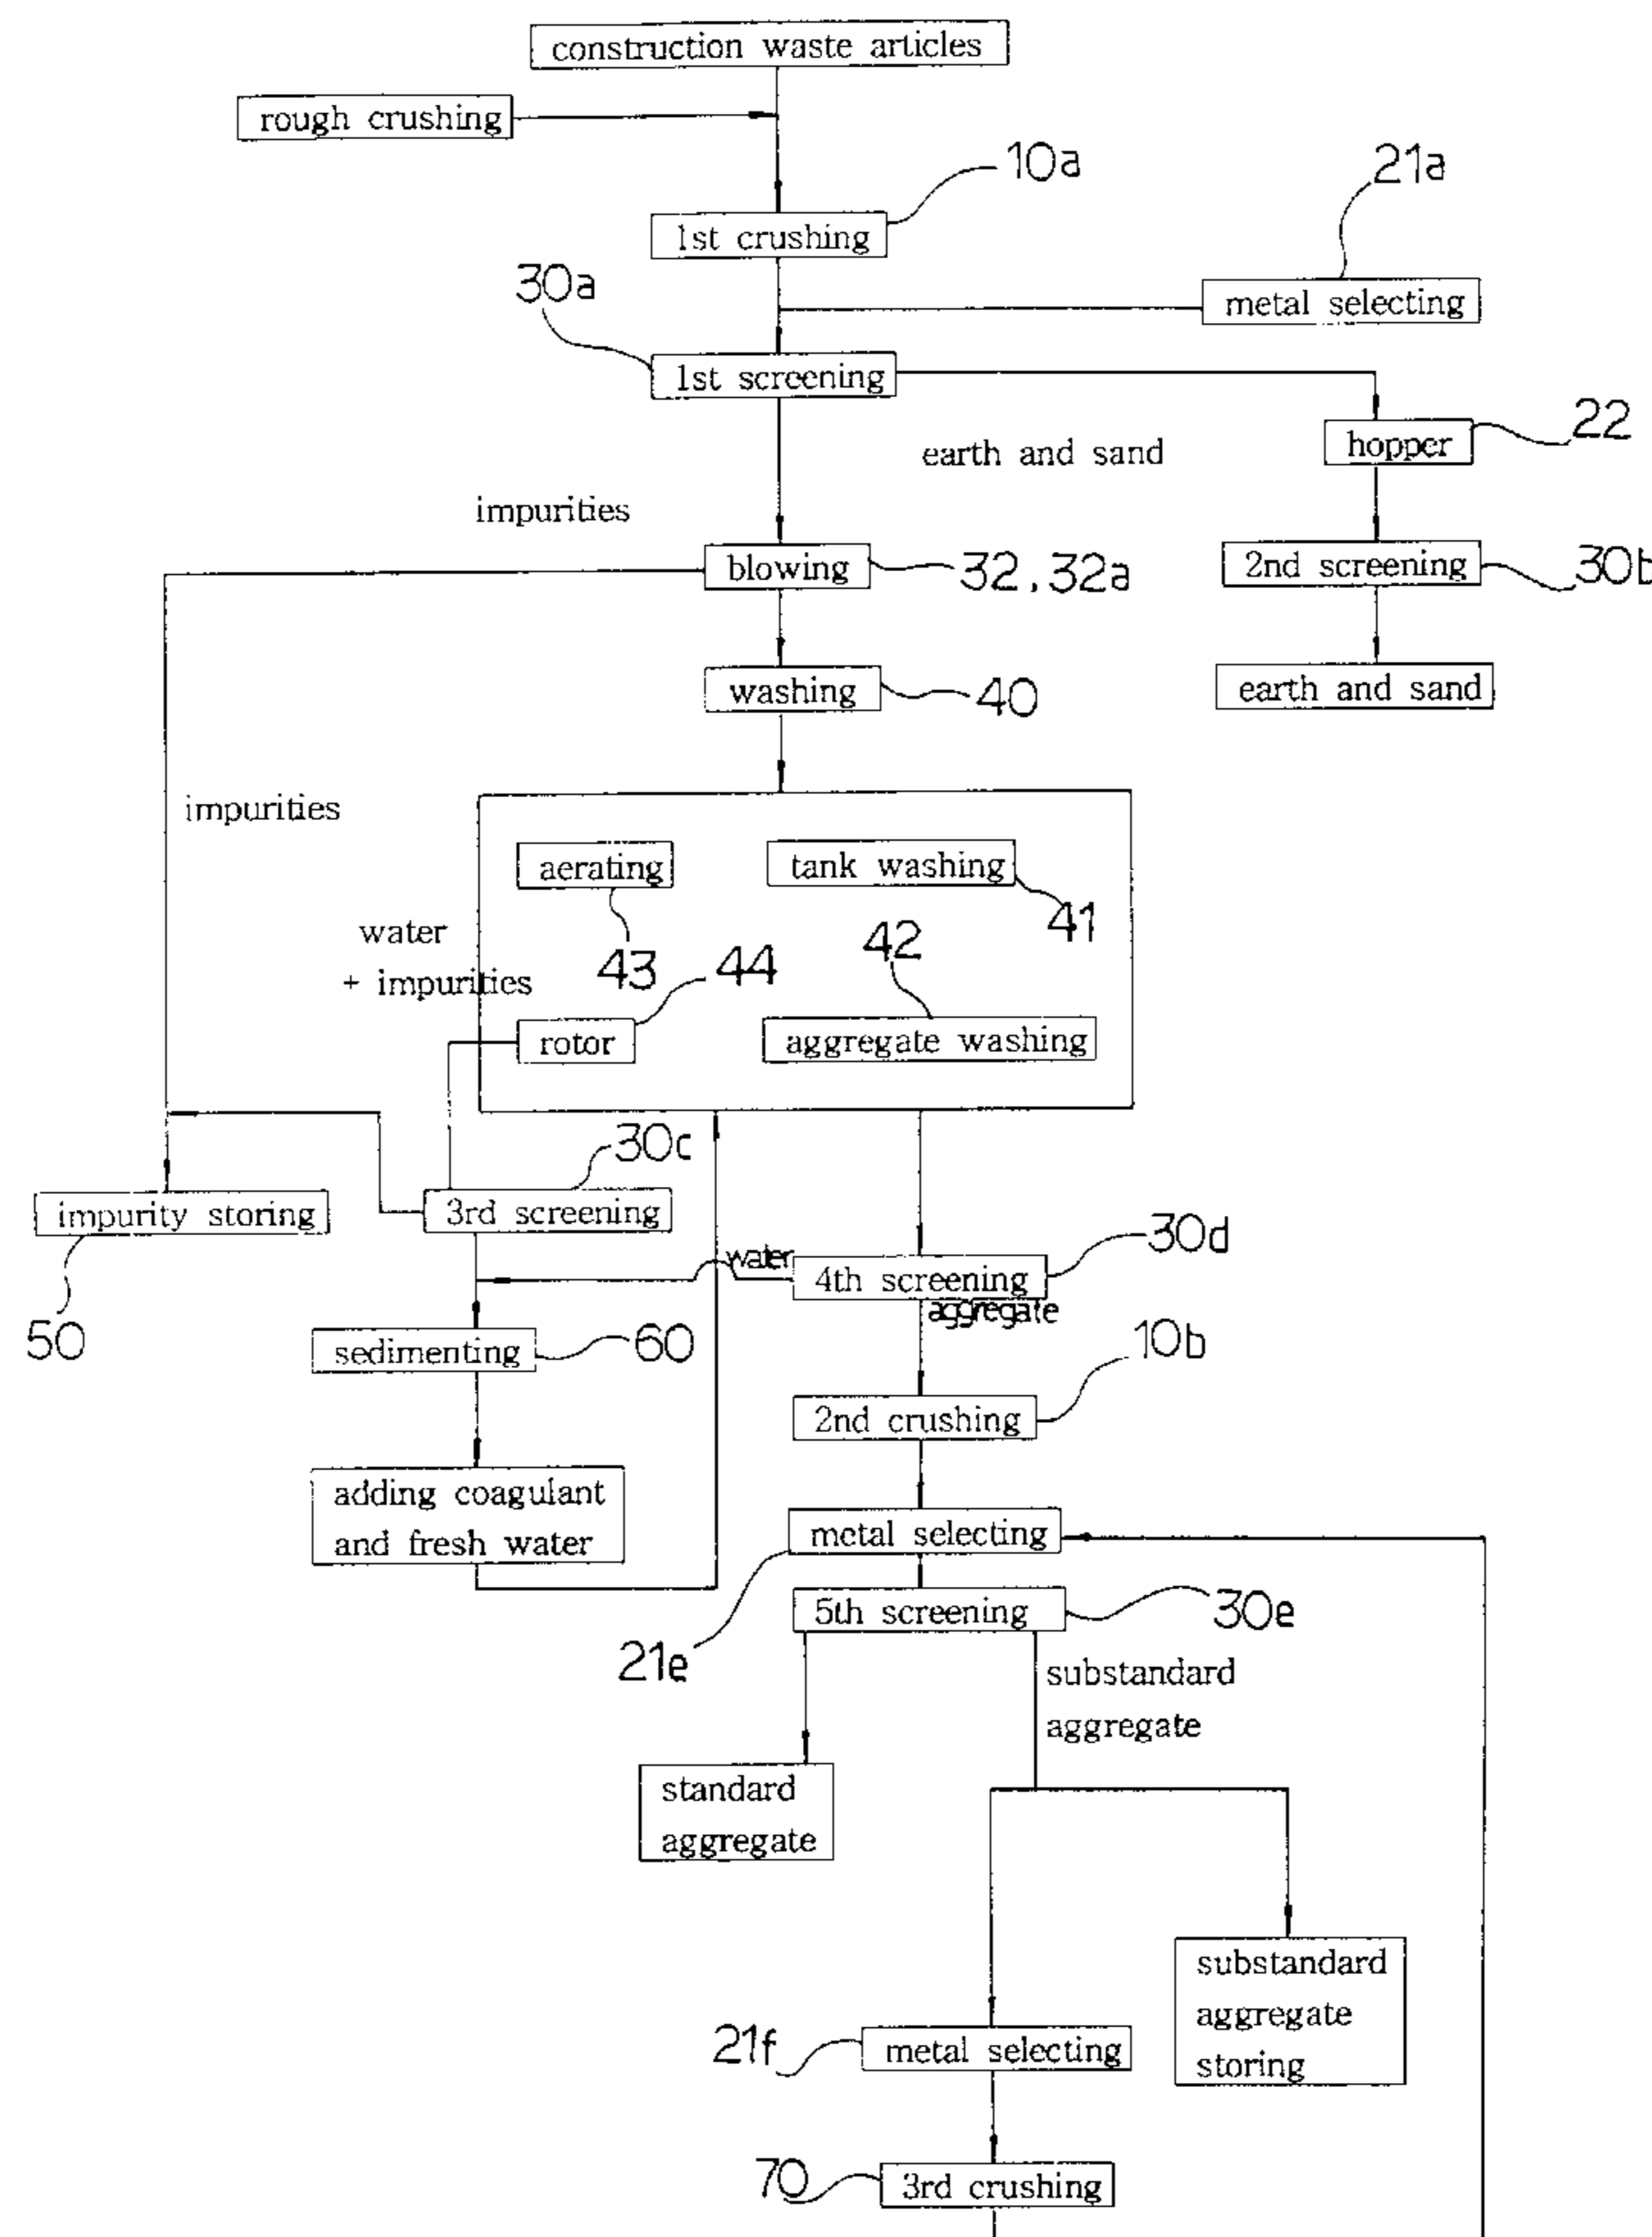 construction waste articles
rough crushing
10a
21a
1st crushing
30a
metal selecting
1st screening
22
hopper
earth and sand
impurities
blowing
32, 32a
2nd screening
30b
washing
40
earth and sand
impurities
aerating
tank washing
41
water
43
44
42
+ impurities
rotor
aggregate washing
30c
impurity storing
3rd screening
30d
water
4th screening
aggregate
50
sedimenting
60
10b
2nd crushing
adding coagulant
and fresh water
metal selecting
5th screening
30e
21e
substandard
aggregate
standard
aggregate
substandard
aggregate
storing
21f
metal selecting
70
3rd crushing